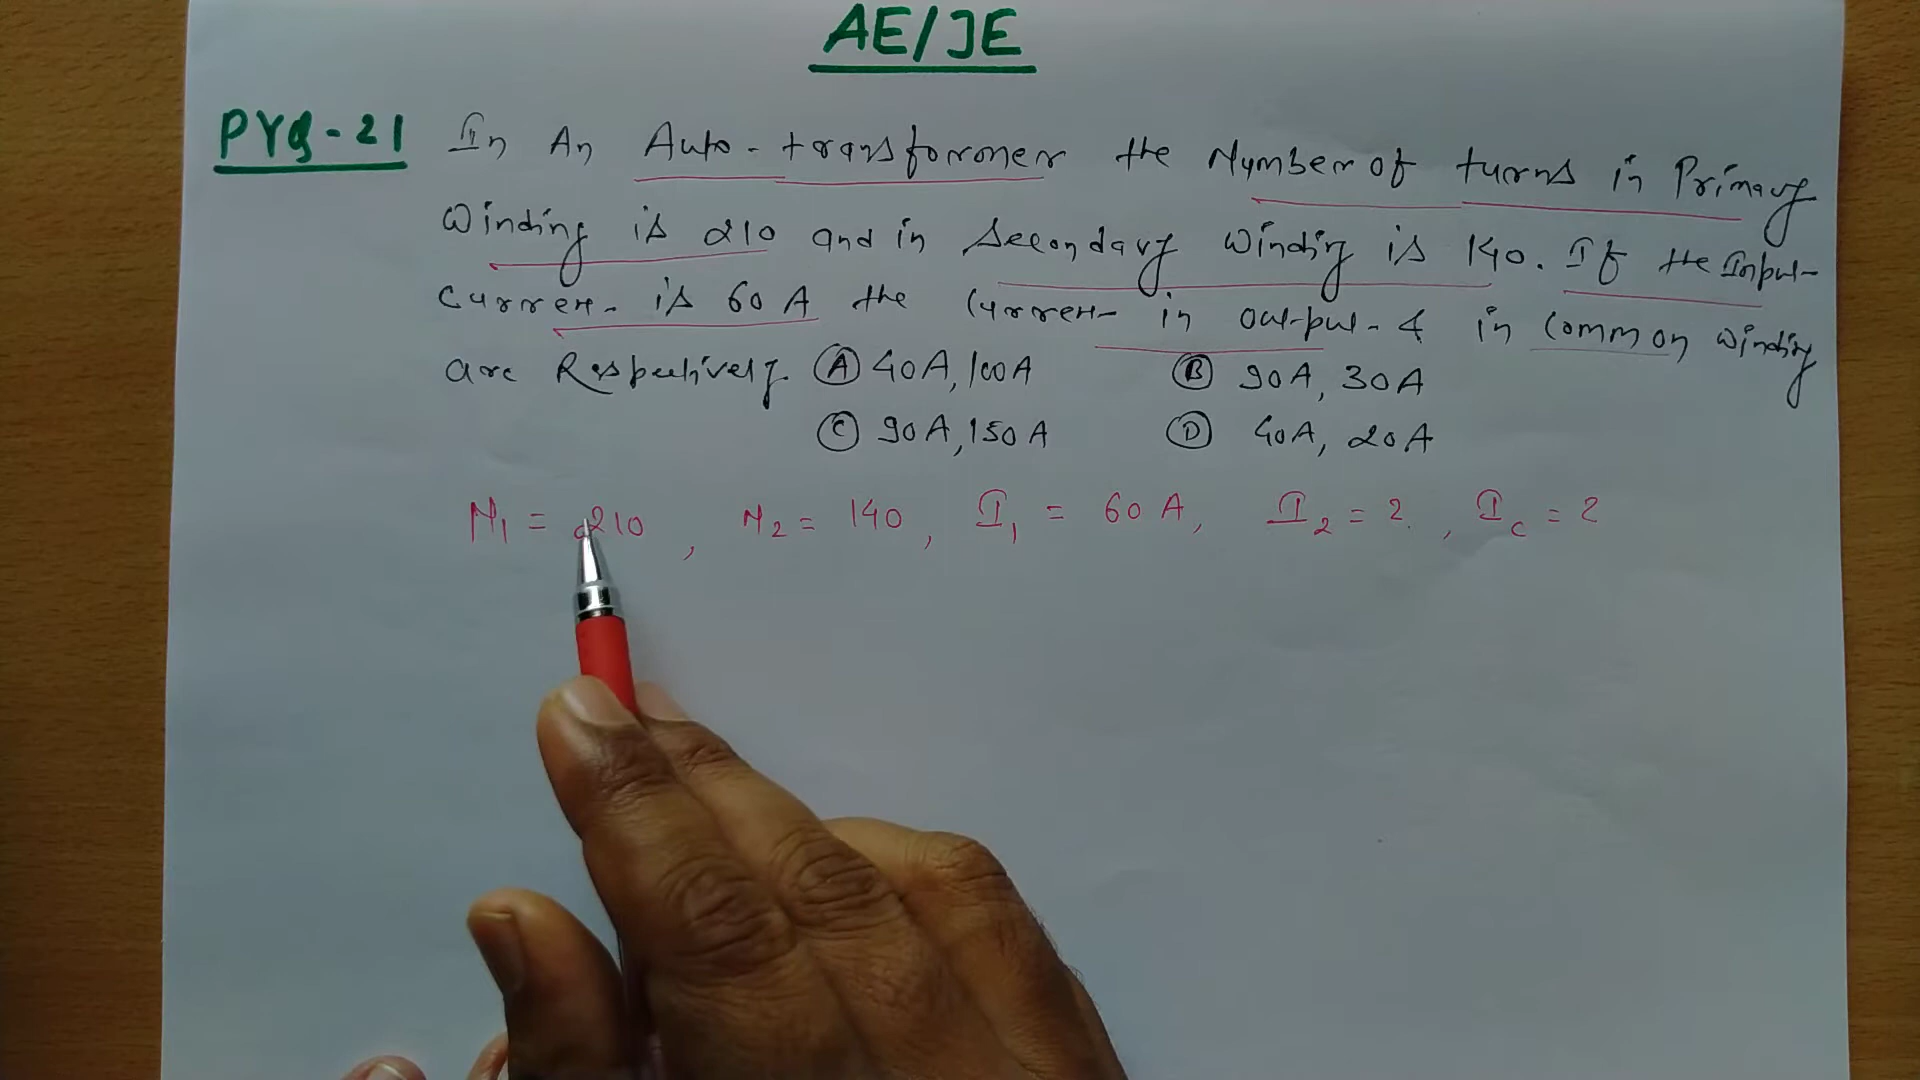 AE/JE
PYQ-21 In An Auto-transformer the Number of turns in Primary
Winding is 210 and in Secondary Winding is 140. If the Input
Current is 60 A the Current in output & in Common Winding
are Respectively. (A) 40A, 100A (B) 90A, 30A
(C) 90A, 150A (D) 40A, 20A
N1 = 210, N2 = 140, I1 = 60 A, I2 = ?, Ic = ?